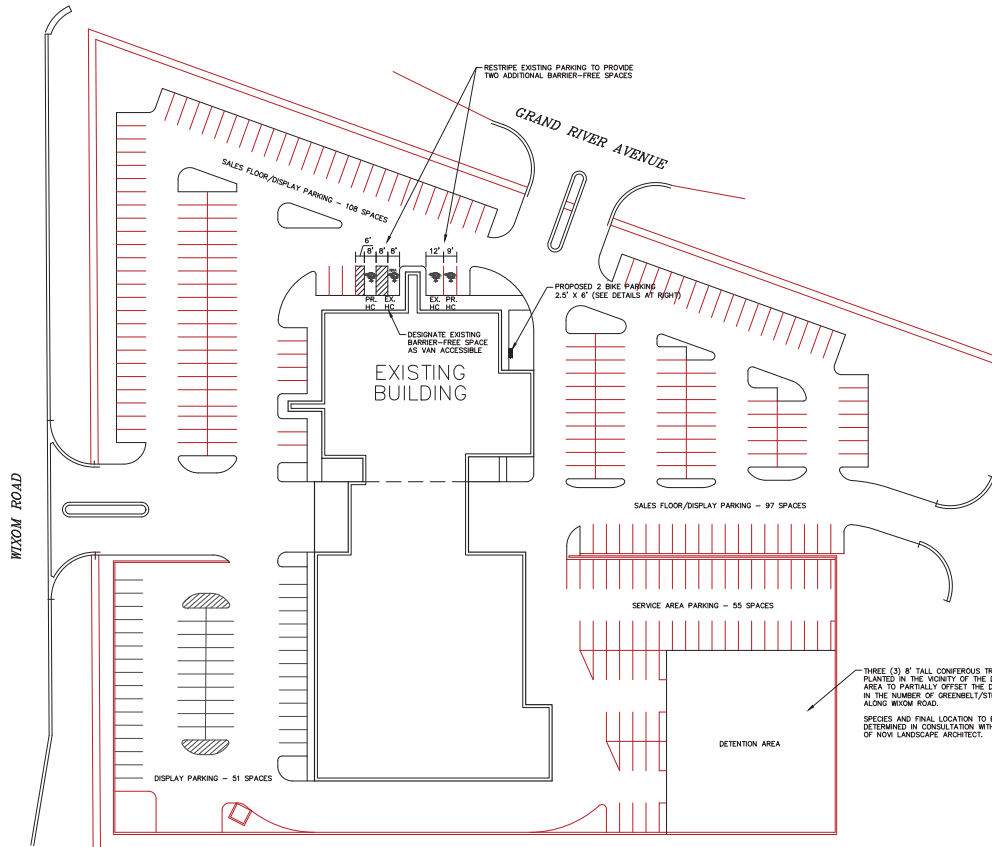 RESTRIPE EXISTING PARKING TO PROVIDE
TWO ADDITIONAL BARRIER-FREE SPACES
GRAND RIVER AVENUE
SALES FLOOR/DISPLAY PARKING - 108 SPACES
6'
8' 8' 8'
12' 9'
PR. EX.
HC HC
EX. PR.
HC HC
PROPOSED 2 BIKE PARKING
2.5' X 6' (SEE DETAILS AT RIGHT)
DESIGNATE EXISTING
BARRIER-FREE SPACE
AS VAN ACCESSIBLE
EXISTING
BUILDING
WIXOM ROAD
SALES FLOOR/DISPLAY PARKING - 97 SPACES
SERVICE AREA PARKING - 55 SPACES
THREE (3) 8' TALL CONIFEROUS TR
PLANTED IN THE VICINITY OF THE D
AREA TO PARTIALLY OFFSET THE D
IN THE NUMBER OF GREENBELT/STR
ALONG WIXOM ROAD.
SPECIES AND FINAL LOCATION TO B
DETERMINED IN CONSULTATION WITH
OF NOVI LANDSCAPE ARCHITECT.
DETENTION AREA
DISPLAY PARKING - 51 SPACES